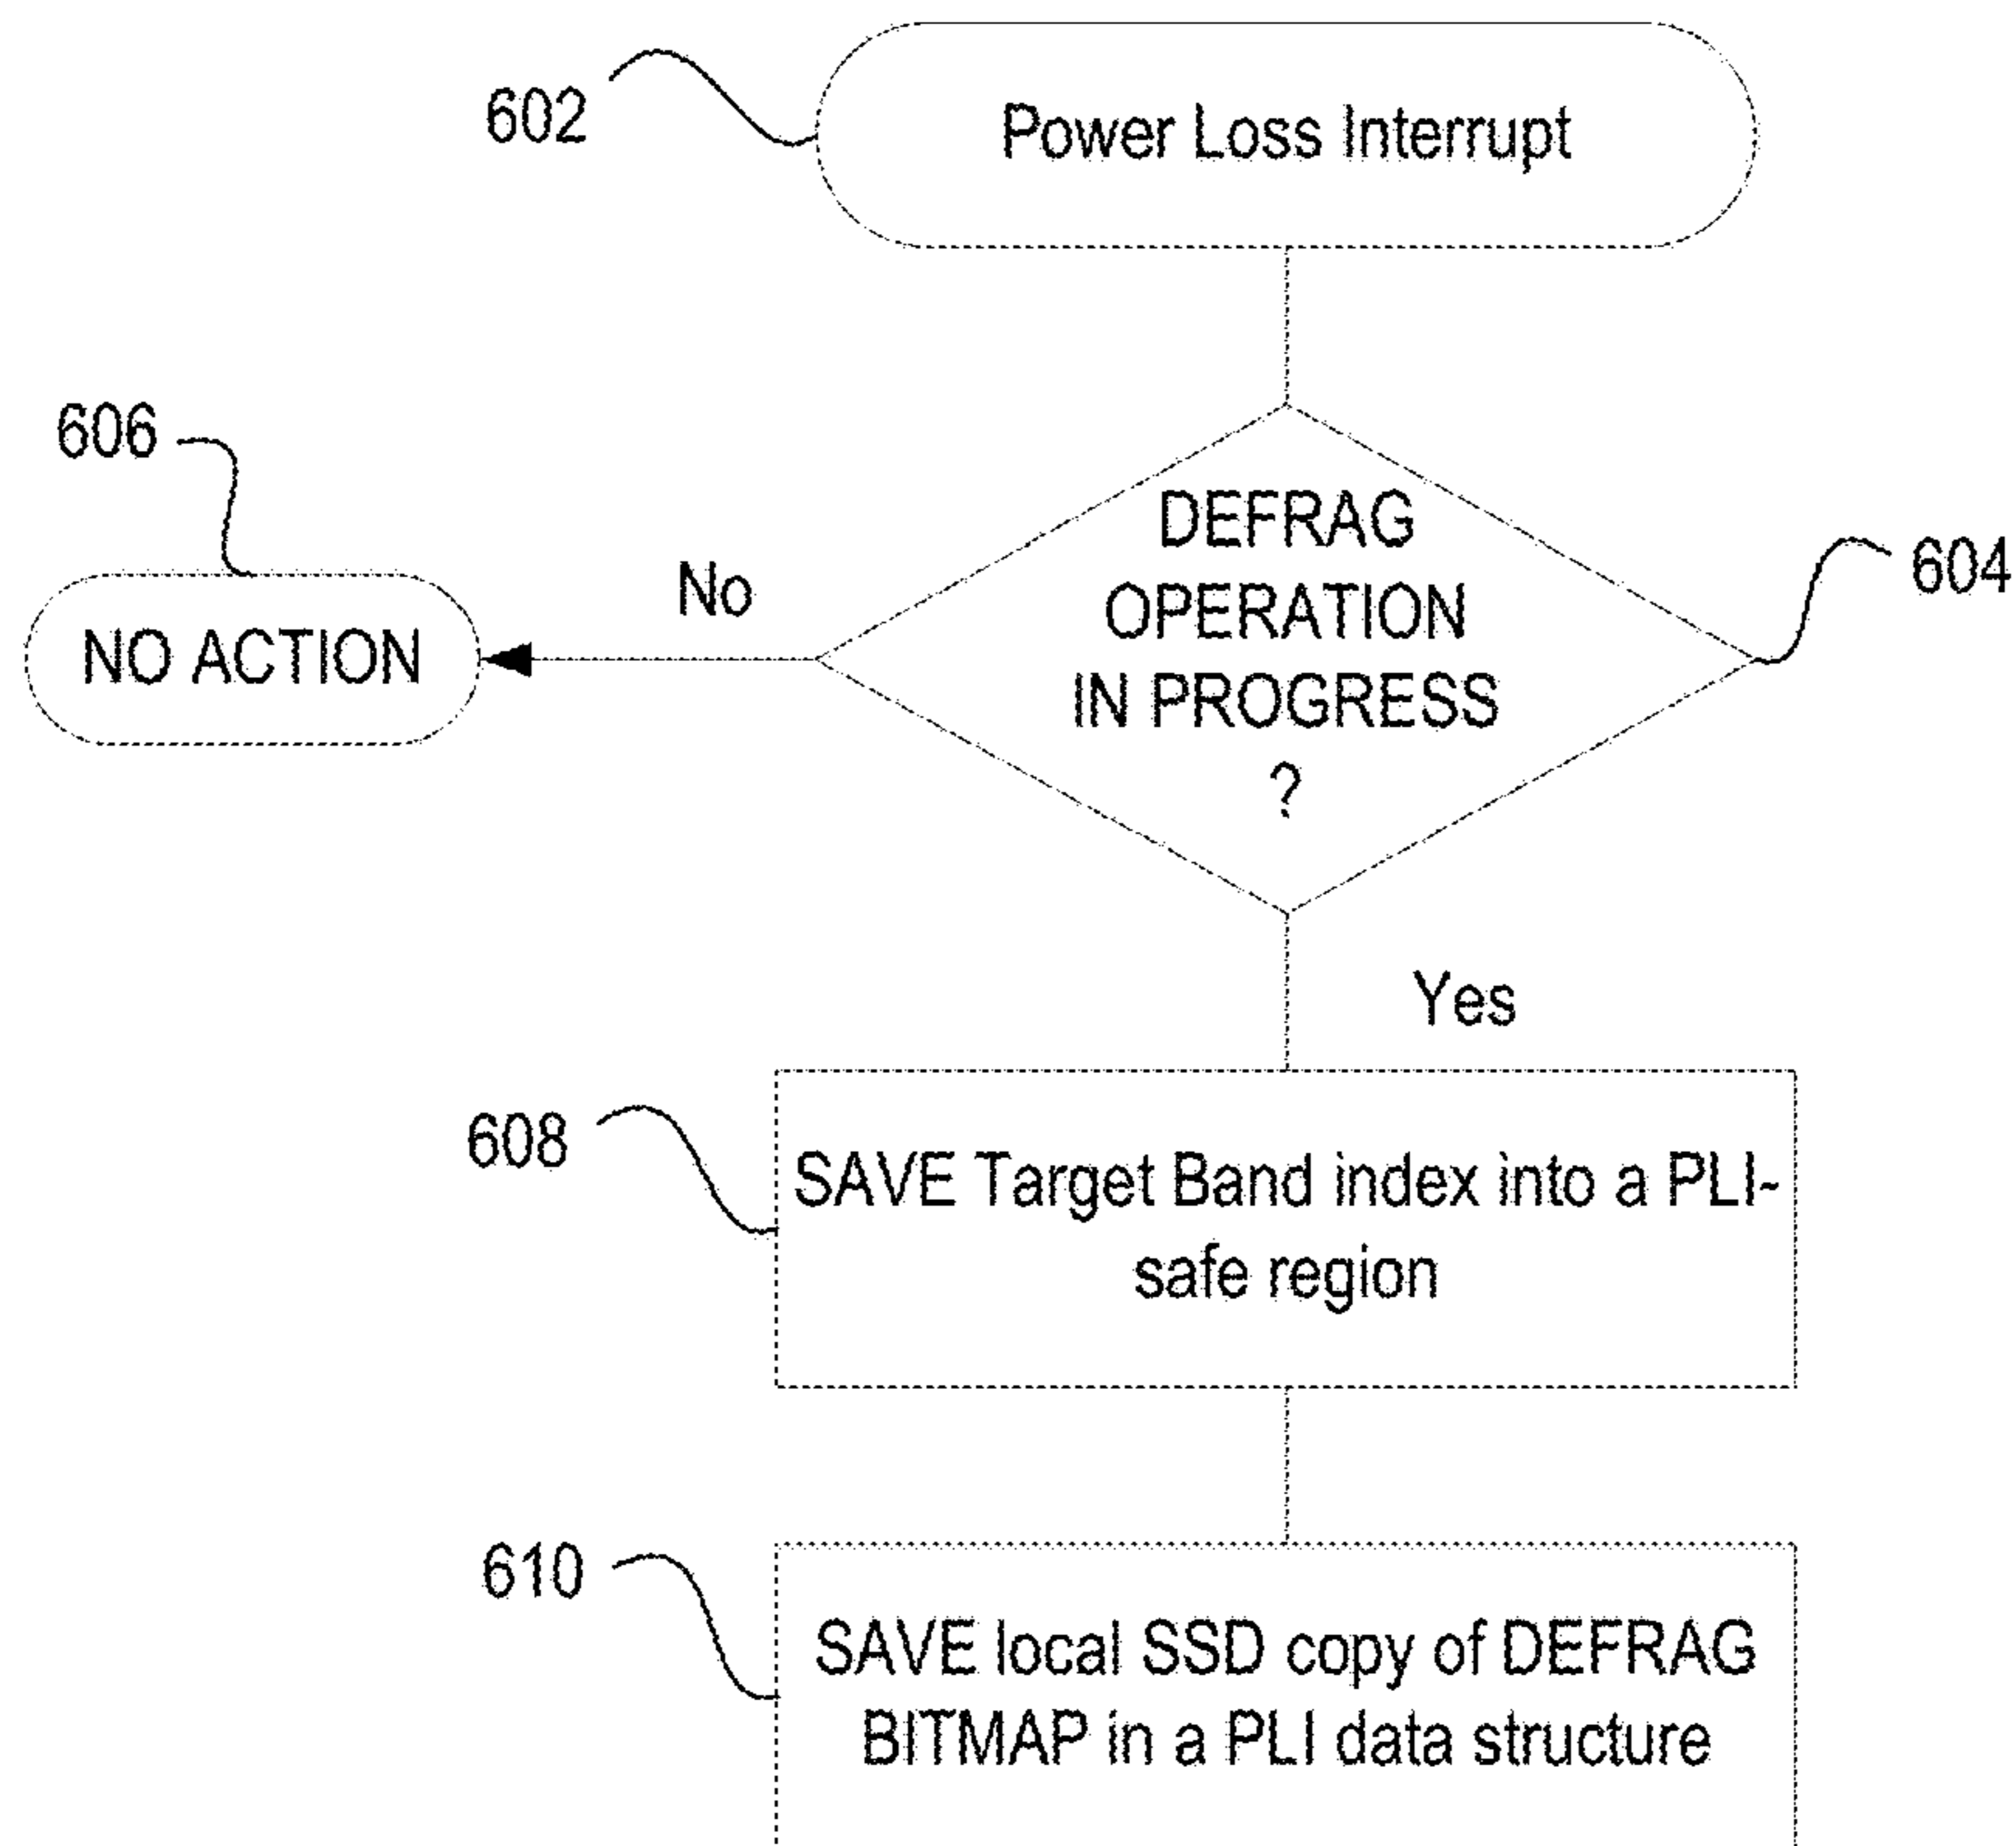 602
Power Loss Interrupt
606
DEFRAG
OPERATION
IN PROGRESS
?
604
No
NO ACTION
Yes
608
SAVE Target Band index into a PLI-
safe region
610
SAVE local SSD copy of DEFRAG
BITMAP in a PLI data structure